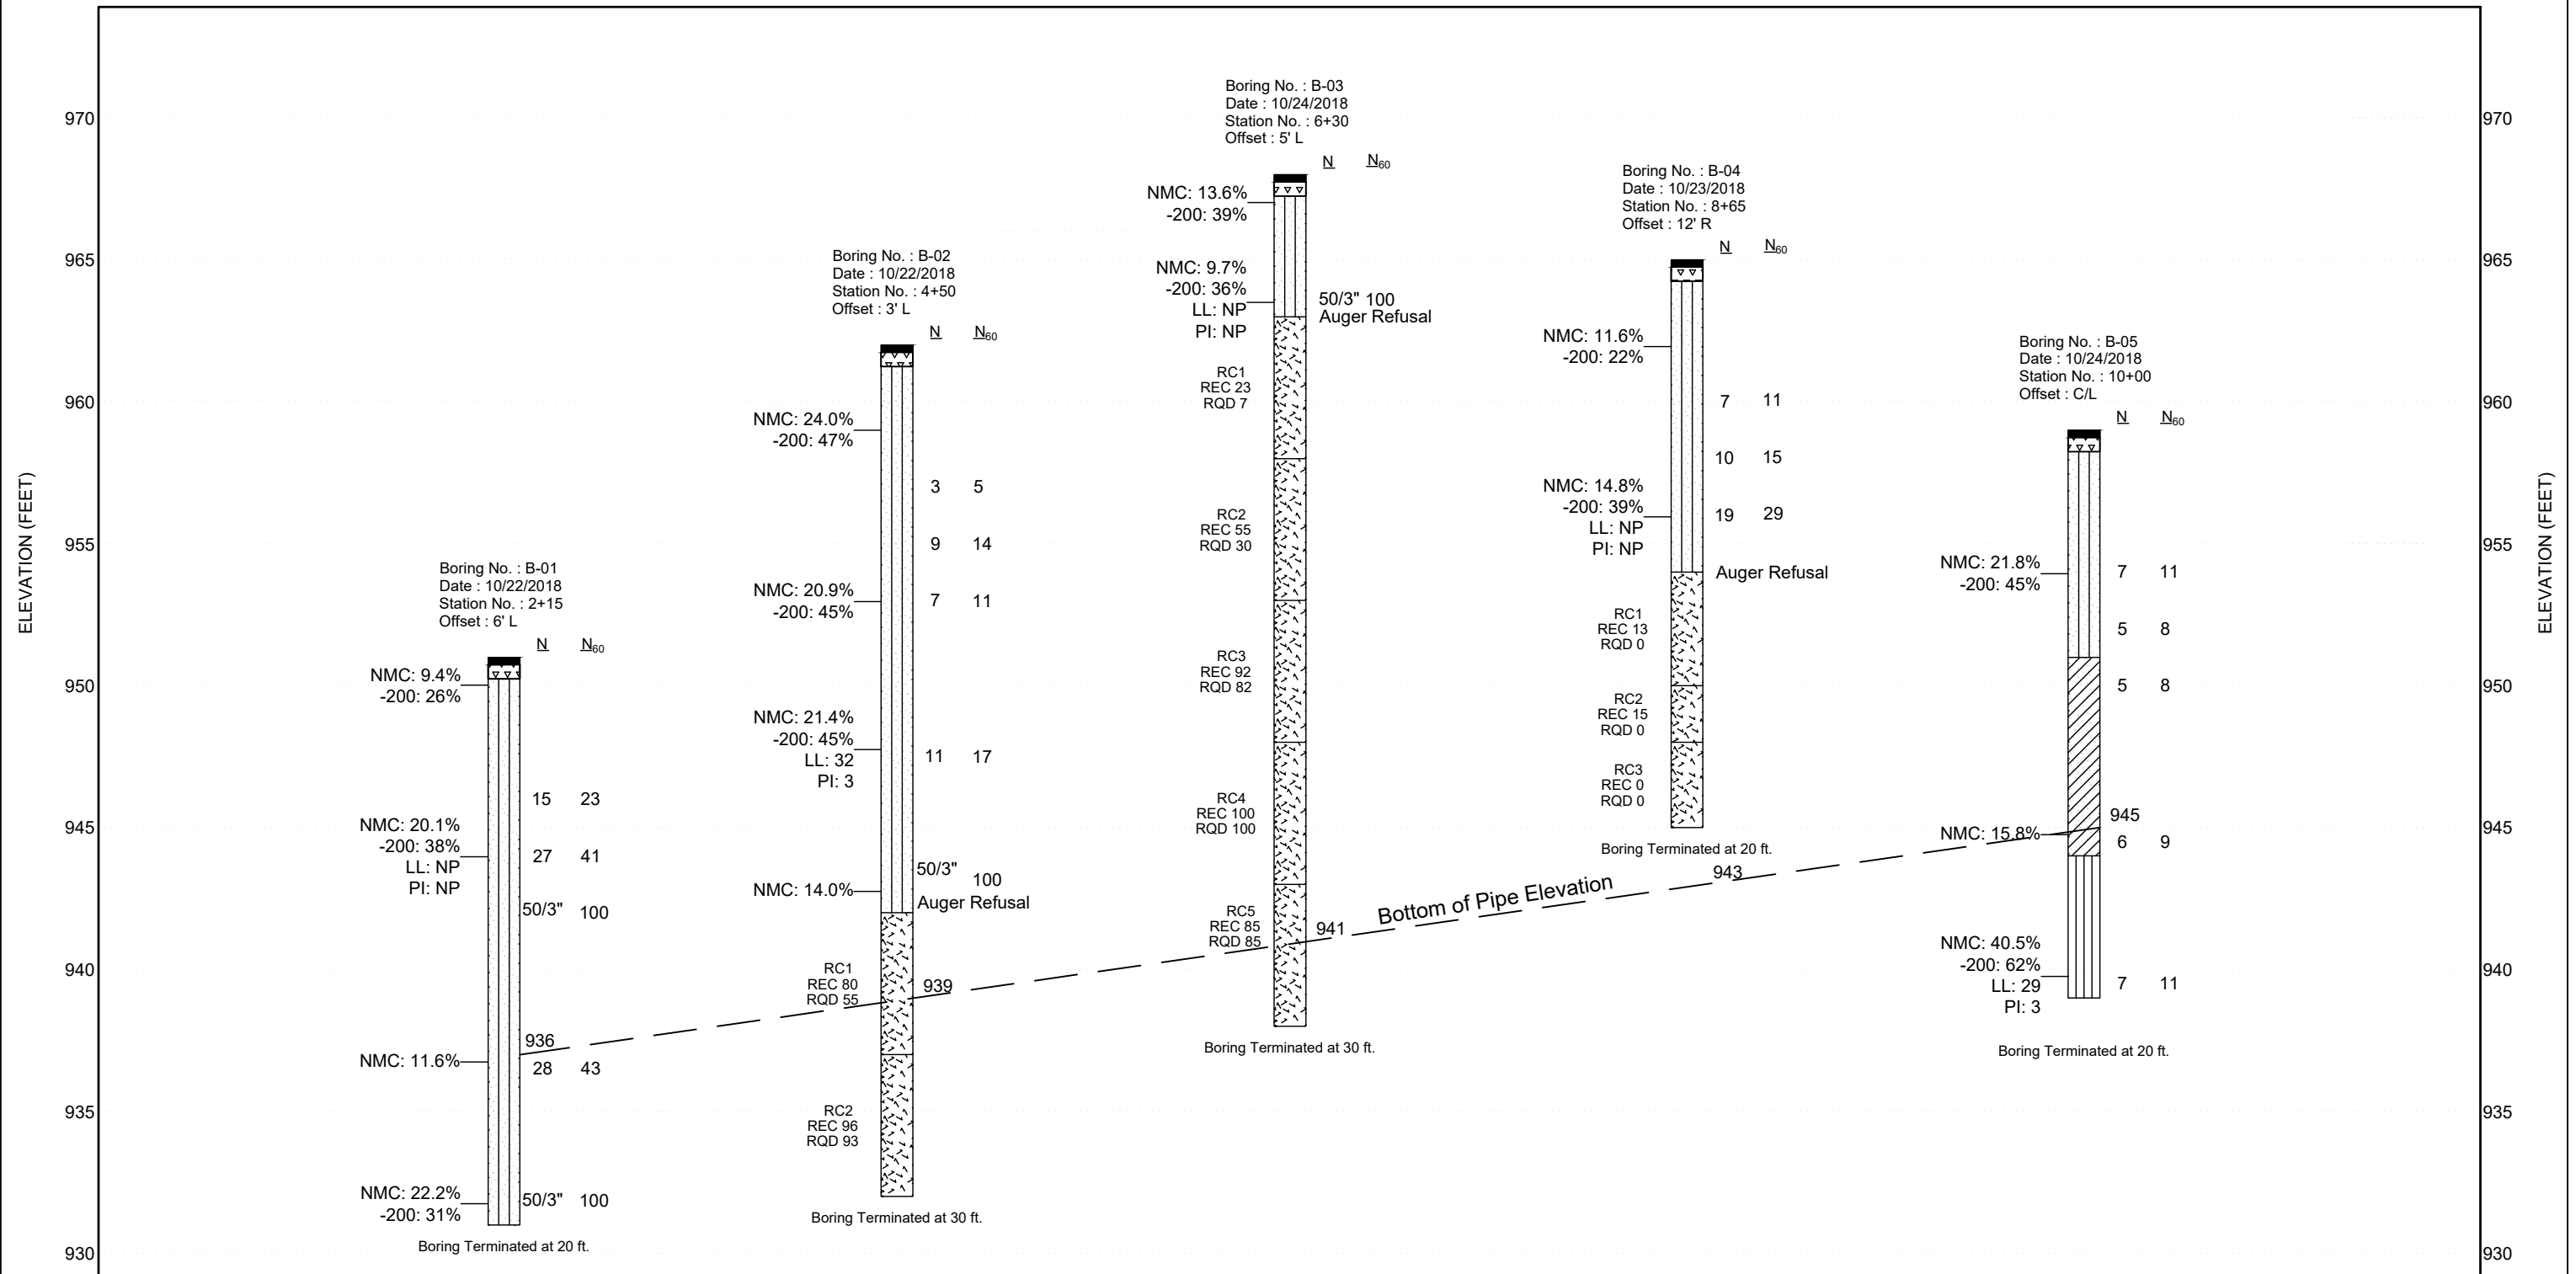 ELEVATION (FEET)
970
965
960
955
950
945
940
935
930
Boring No. : B-01
Date : 10/22/2018
Station No. : 2+15
Offset : 6' L
N N60
NMC: 9.4%
-200: 26%
15 23
NMC: 20.1%
-200: 38%
LL: NP
PI: NP
27 41
50/3" 100
936
NMC: 11.6%
28 43
NMC: 22.2%
-200: 31%
50/3" 100
Boring Terminated at 20 ft.
Boring No. : B-02
Date : 10/22/2018
Station No. : 4+50
Offset : 3' L
N N60
NMC: 24.0%
-200: 47%
3 5
9 14
NMC: 20.9%
-200: 45%
7 11
NMC: 21.4%
-200: 45%
LL: 32
PI: 3
11 17
50/3" 100
NMC: 14.0%
Auger Refusal
RC1
REC 80
RQD 55
939
RC2
REC 96
RQD 93
Boring Terminated at 30 ft.
Boring No. : B-03
Date : 10/24/2018
Station No. : 6+30
Offset : 5' L
N N60
NMC: 13.6%
-200: 39%
NMC: 9.7%
-200: 36%
LL: NP
PI: NP
50/3" 100
Auger Refusal
RC1
REC 23
RQD 7
RC2
REC 55
RQD 30
RC3
REC 92
RQD 82
RC4
REC 100
RQD 100
RC5
REC 85
RQD 85
941
Boring Terminated at 30 ft.
Bottom of Pipe Elevation
Boring No. : B-04
Date : 10/23/2018
Station No. : 8+65
Offset : 12' R
N N60
NMC: 11.6%
-200: 22%
7 11
10 15
NMC: 14.8%
-200: 39%
LL: NP
PI: NP
19 29
Auger Refusal
RC1
REC 13
RQD 0
RC2
REC 15
RQD 0
RC3
REC 0
RQD 0
Boring Terminated at 20 ft.
943
Boring No. : B-05
Date : 10/24/2018
Station No. : 10+00
Offset : C/L
N N60
NMC: 21.8%
-200: 45%
7 11
5 8
5 8
945
NMC: 15.8%
6 9
NMC: 40.5%
-200: 62%
LL: 29
PI: 3
7 11
Boring Terminated at 20 ft.
970
965
960
955
950
945
940
935
930
ELEVATION (FEET)